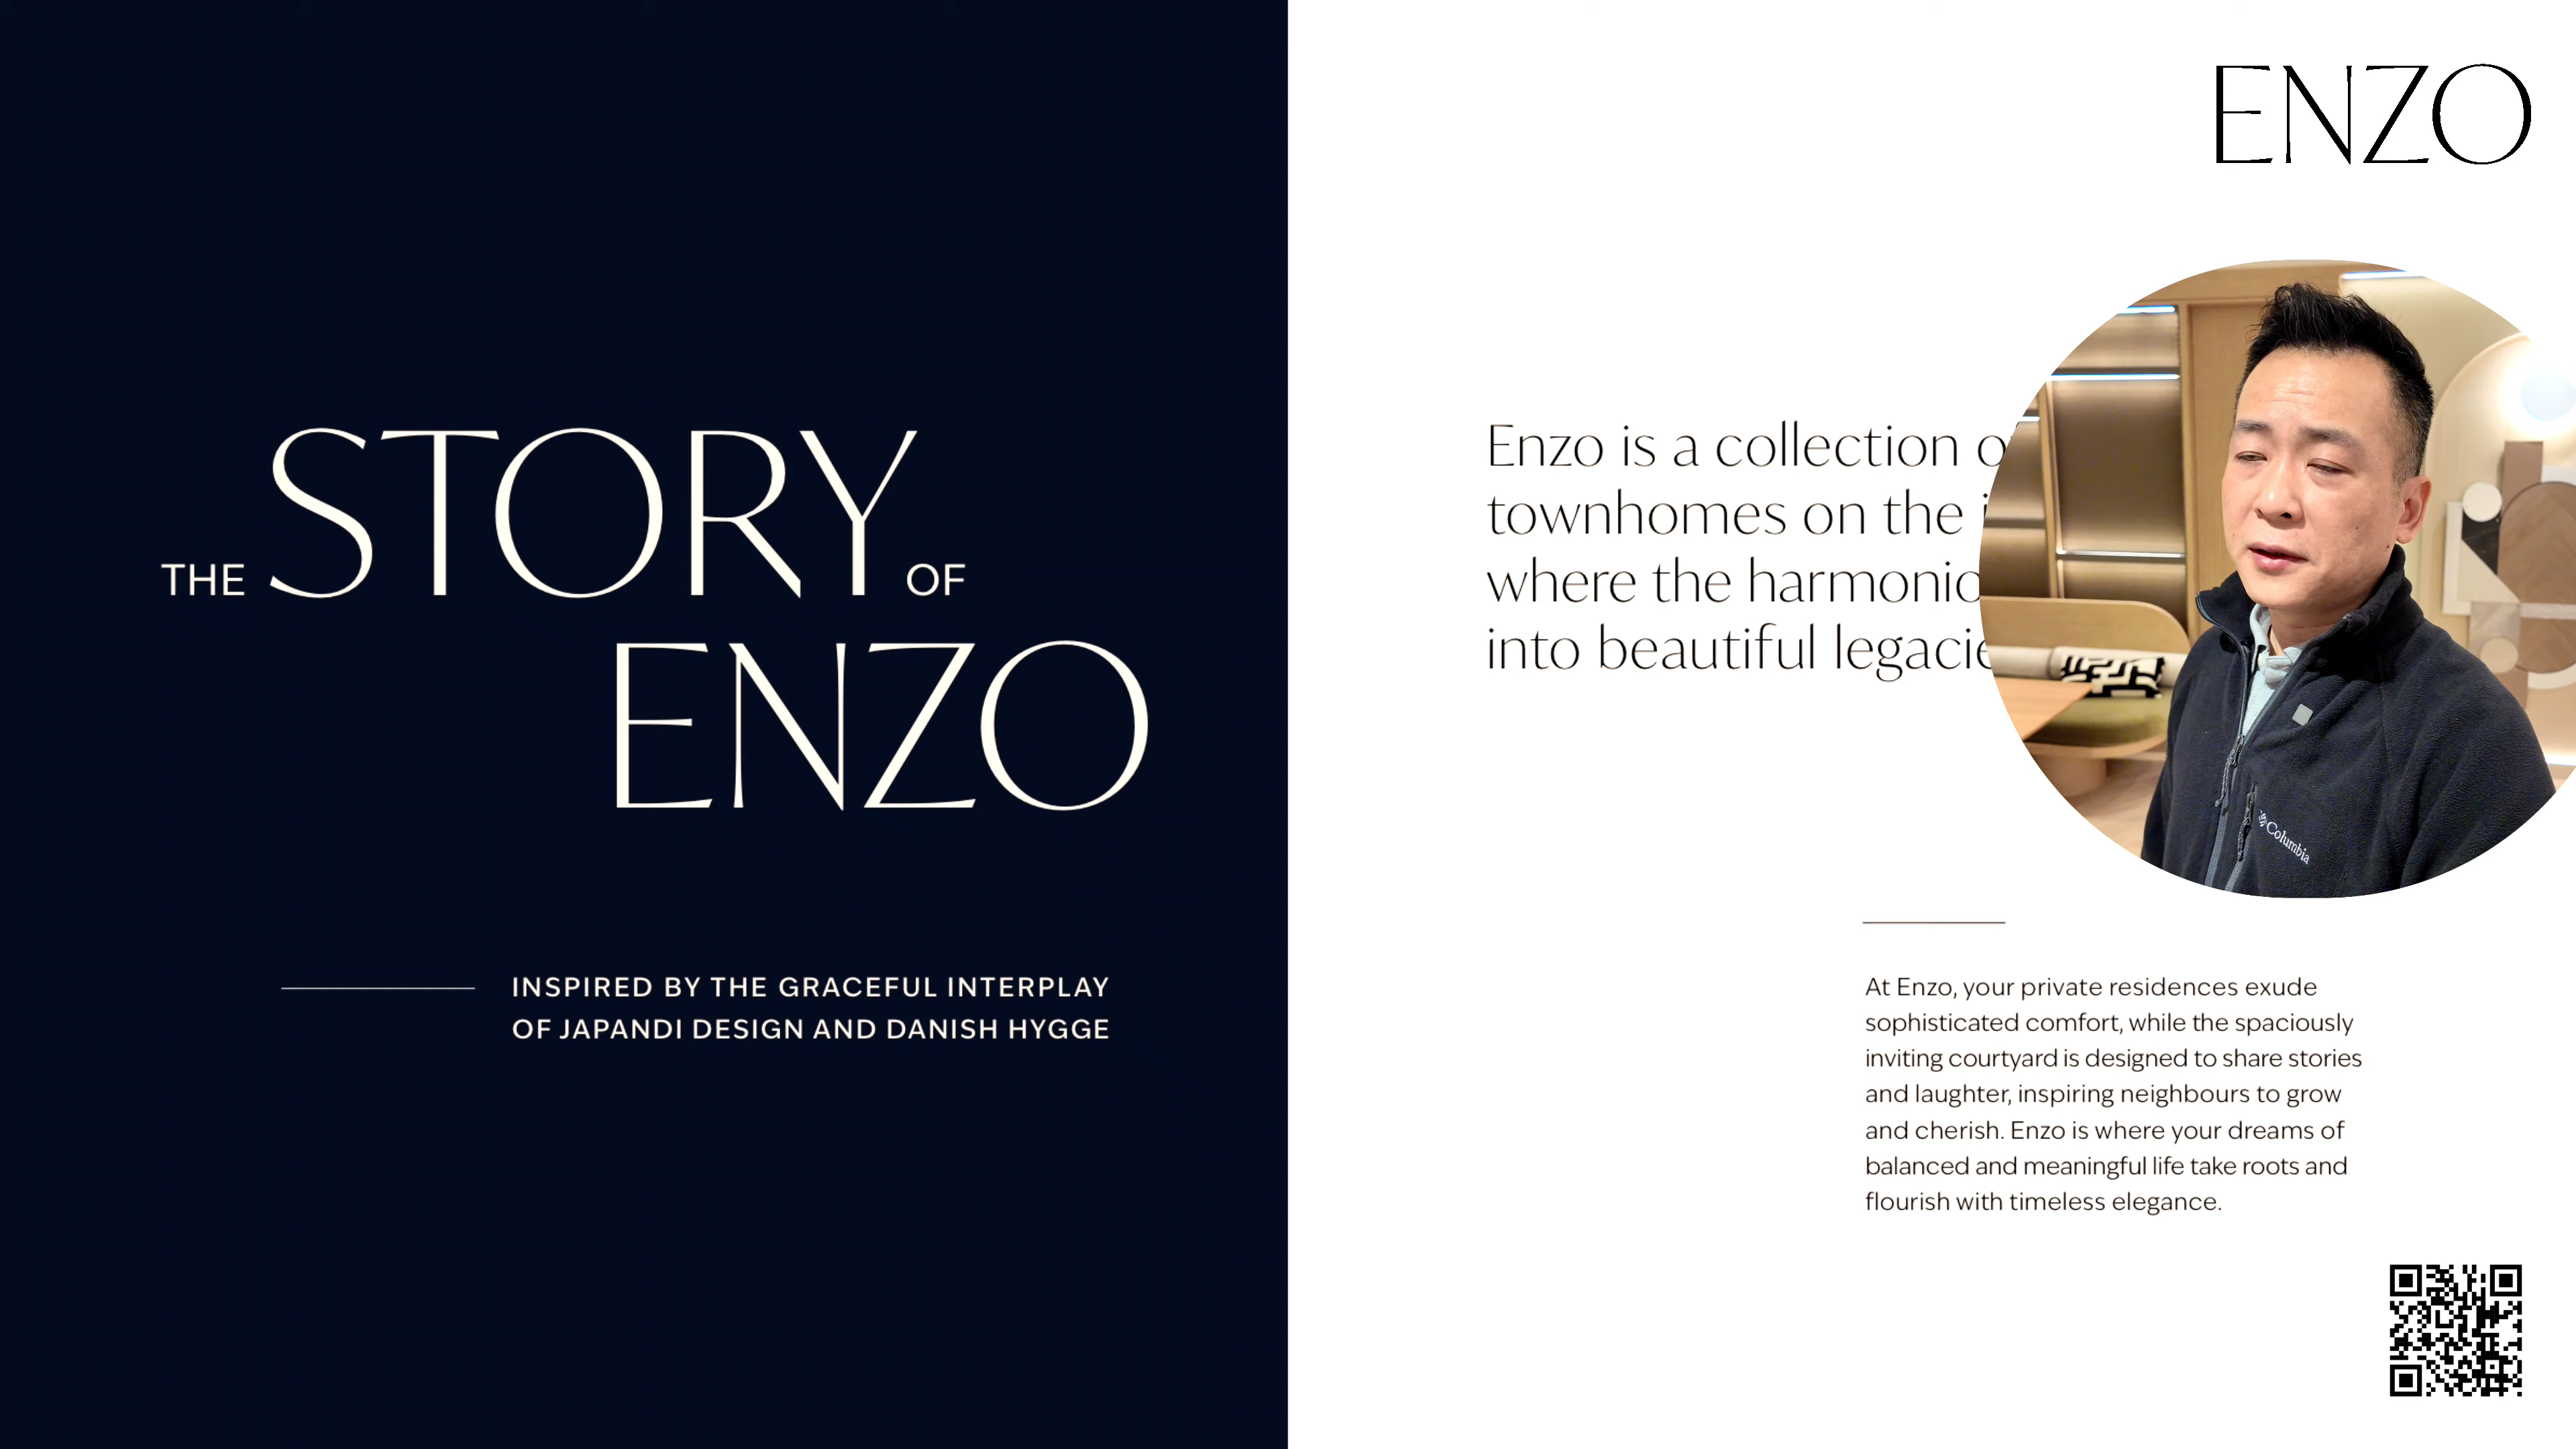 THE STORY OF
ENZO
INSPIRED BY THE GRACEFUL INTERPLAY
OF JAPANDI DESIGN AND DANISH HYGGE
ENZO
Enzo is a collection
townhomes on the
where the
into beautiful
Columbia
At Enzo, your private residences exude
sophisticated comfort, while the spaciously
inviting courtyard is designed to share stories
and laughter, inspiring neighbours to grow
and cherish. Enzo is where your dreams of
balanced and meaningful life take roots and
flourish with timeless elegance.